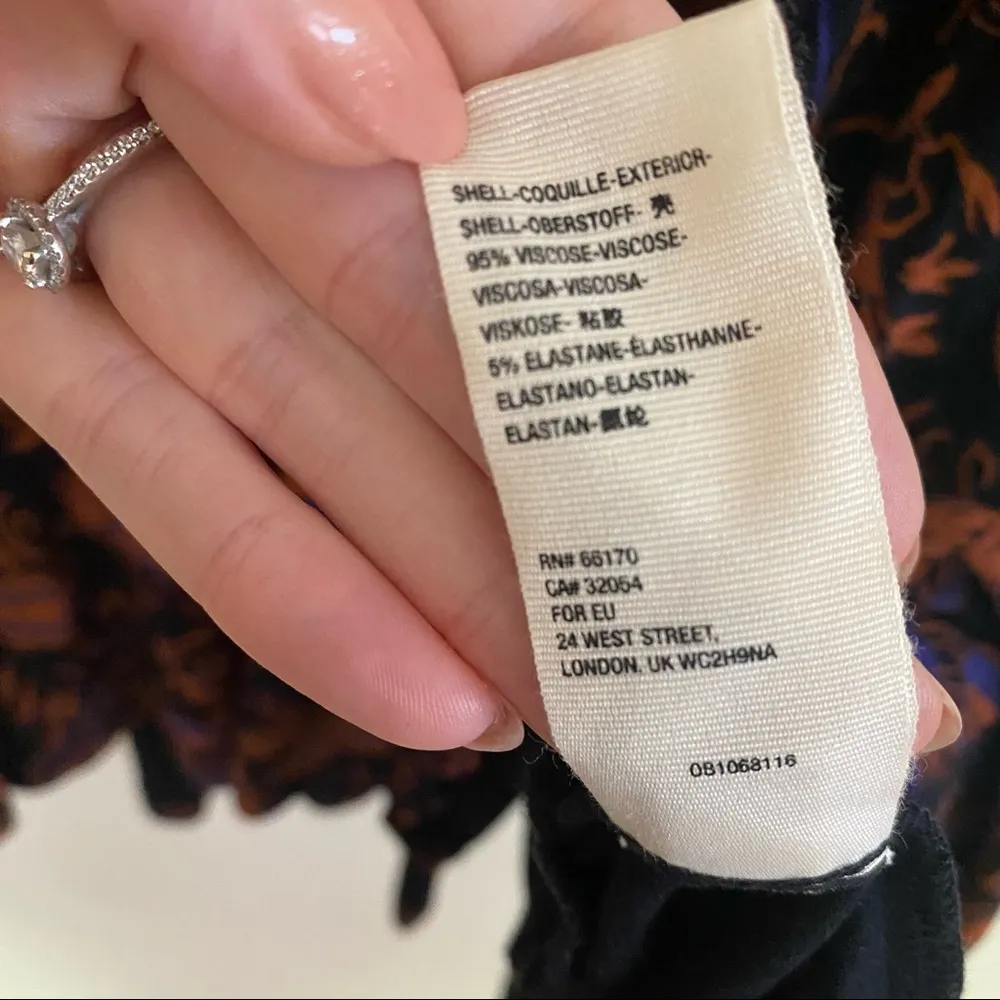 SHELL-COQUILLE-EXTERIOR-
SHELL-OBERSTOFF- 壳
95% VISCOSE-VISCOSE-
VISCOSA-VISCOSA-
VISKOSE- 粘胶
5% ELASTANE-ÉLASTHANNE-
ELASTANO-ELASTAN-
ELASTAN-氨纶
RN# 66170
CA# 32054
FOR EU
24 WEST STREET,
LONDON. UK WC2H9NA
OB1068116